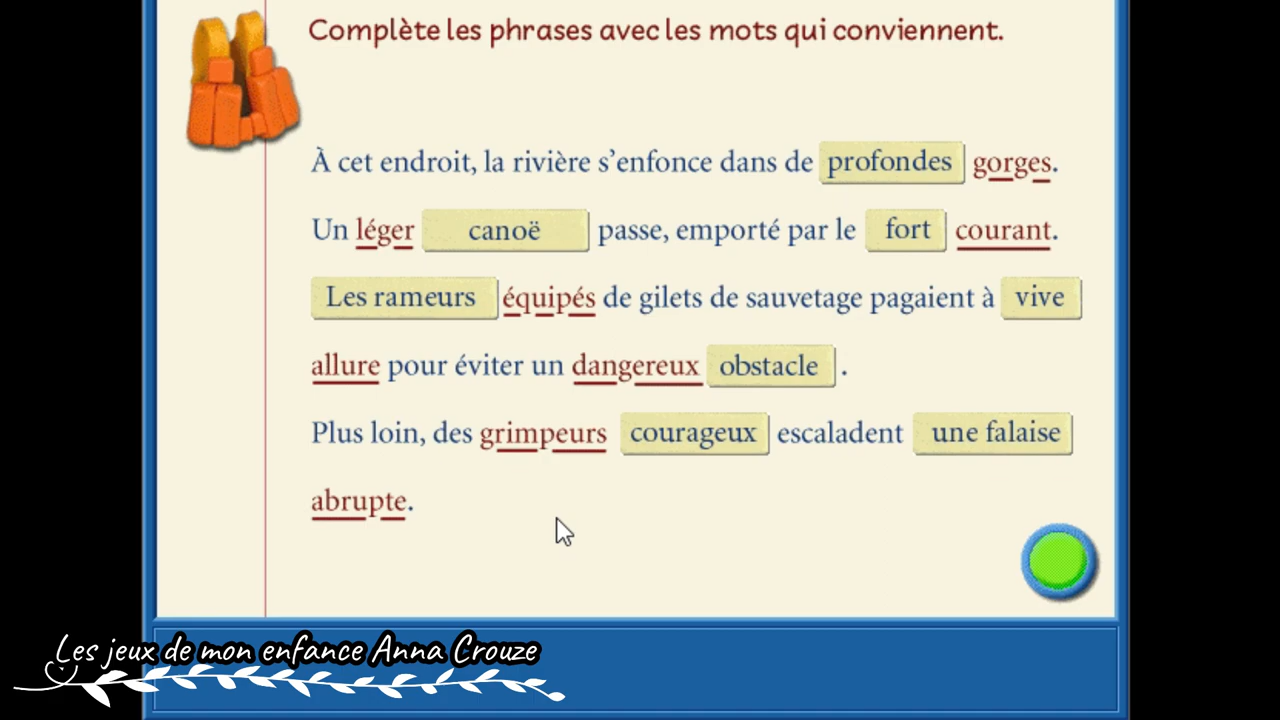 Complète les phrases avec les mots qui conviennent.
À cet endroit, la rivière s'enfonce dans de profondes gorges.
Un léger canoë passe, emporté par le fort courant.
Les rameurs équipés de gilets de sauvetage pagaient à vive
allure pour éviter un dangereux obstacle .
Plus loin, des grimpeurs courageux escaladent une falaise
abrupte.
Les jeux de mon enfance Anna Crouze